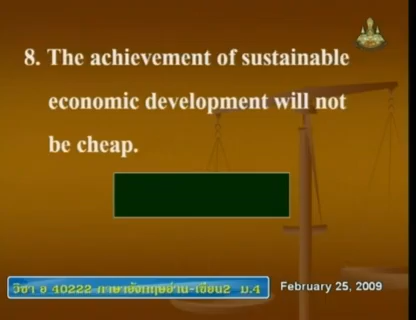 8. The achievement of sustainable
economic development will not
be cheap.
วิชา อ 40222 ภาษาอังกฤษอ่าน-เขียน2 ม.4
February 25, 2009